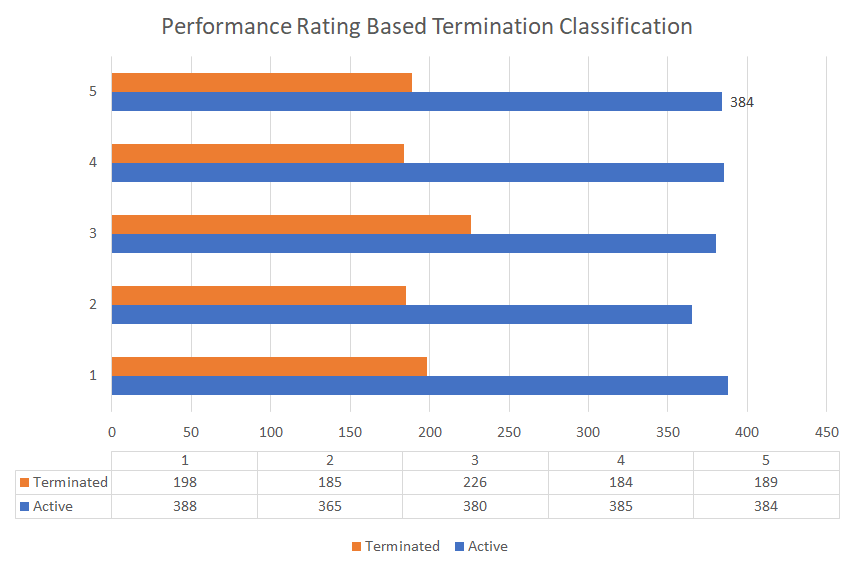 Performance Rating Based Termination Classification
5
384
4
3
2
1
0 50 100 150 200 250 300 350 400 450
1 2 3 4 5
Terminated 198 185 226 184 189
Active 388 365 380 385 384
Terminated Active